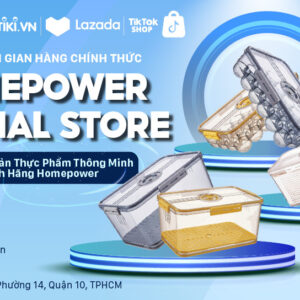 TIKI.VN | Lazada | TikTok SHOP
GIAN HÀNG CHÍNH THỨC
EPOWER
AL STORE
ản Thực Phẩm Thông Minh
h Hãng Homepower
n
Phường 14, Quận 10, TPHCM